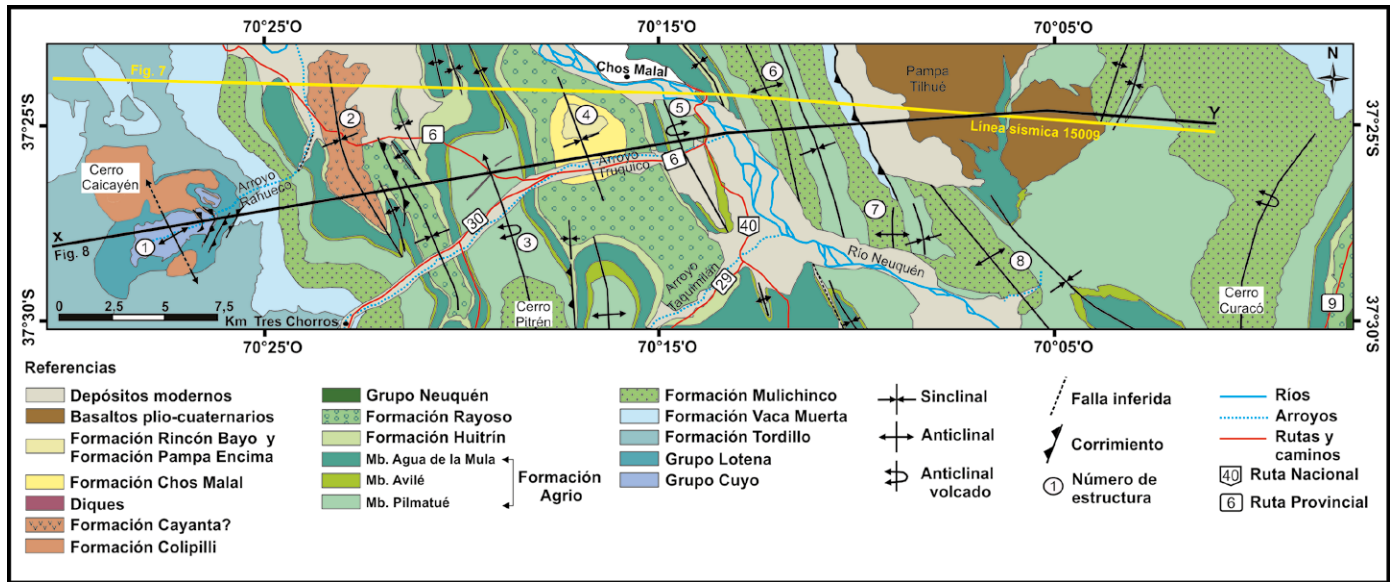 70°25'O
70°15'O
70°05'O
N
Fig. 7
Chos Malal
6
Pampa
Tilhué
37°25'S
2
4
5
6
Y
37°25'S
Línea sísmica 1500g
Cerro
Caicayén
Arroyo
Rahueco
Arroyo
Truquico
6
30
40
7
X
Fig. 8
1
3
Río Neuquén
8
0 2,5 5 7,5
Km
Tres Chorros
Cerro
Pitrén
Arroyo
Taquimilán
29
Cerro
Curacó
9
37°30'S
37°30'S
70°25'O
70°15'O
70°05'O
Referencias
Depósitos modernos
Basaltos plio-cuaternarios
Formación Rincón Bayo y
Formación Pampa Encima
Formación Chos Malal
Diques
Formación Cayanta?
Formación Colipilli
Grupo Neuquén
Formación Rayoso
Formación Huitrín
Mb. Agua de la Mula
Mb. Avilé
Mb. Pilmatué
Formación
Agrio
Formación Mulichinco
Formación Vaca Muerta
Formación Tordillo
Grupo Lotena
Grupo Cuyo
Sinclinal
Anticlinal
Anticlinal
volcado
Falla inferida
Corrimiento
1 Número de
estructura
Ríos
Arroyos
Rutas y
caminos
40 Ruta Nacional
6 Ruta Provincial